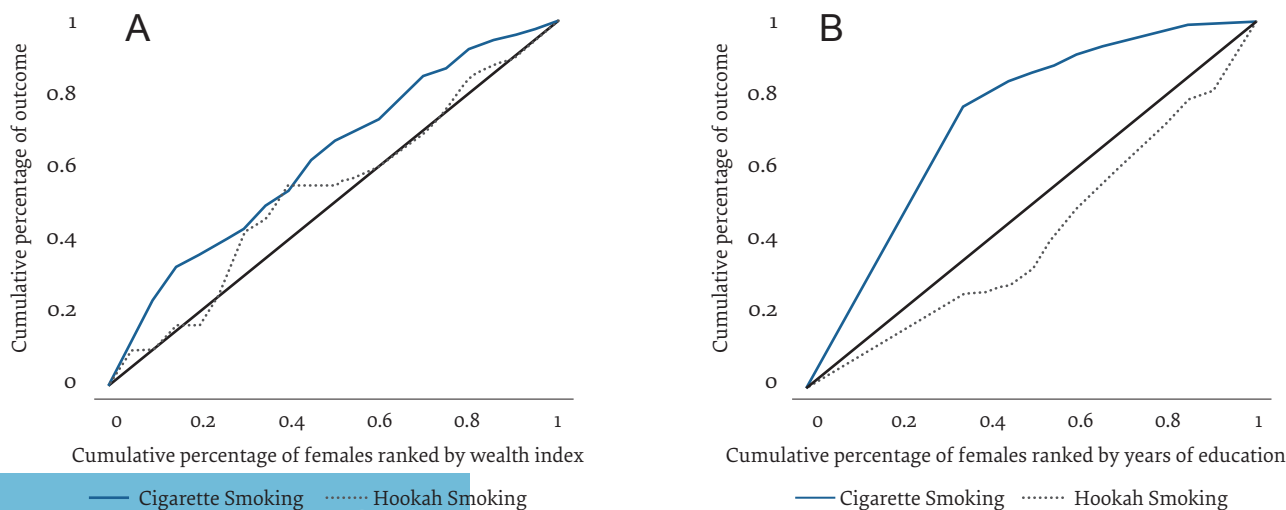 A
Cumulative percentage of outcome
1
0.8
0.6
0.4
0.2
0
0 0.2 0.4 0.6 0.8 1
Cumulative percentage of females ranked by wealth index
Cigarette Smoking Hookah Smoking
B
Cumulative percentage of outcome
1
0.8
0.6
0.4
0.2
0
0 0.2 0.4 0.6 0.8 1
Cumulative percentage of females ranked by years of education
Cigarette Smoking Hookah Smoking